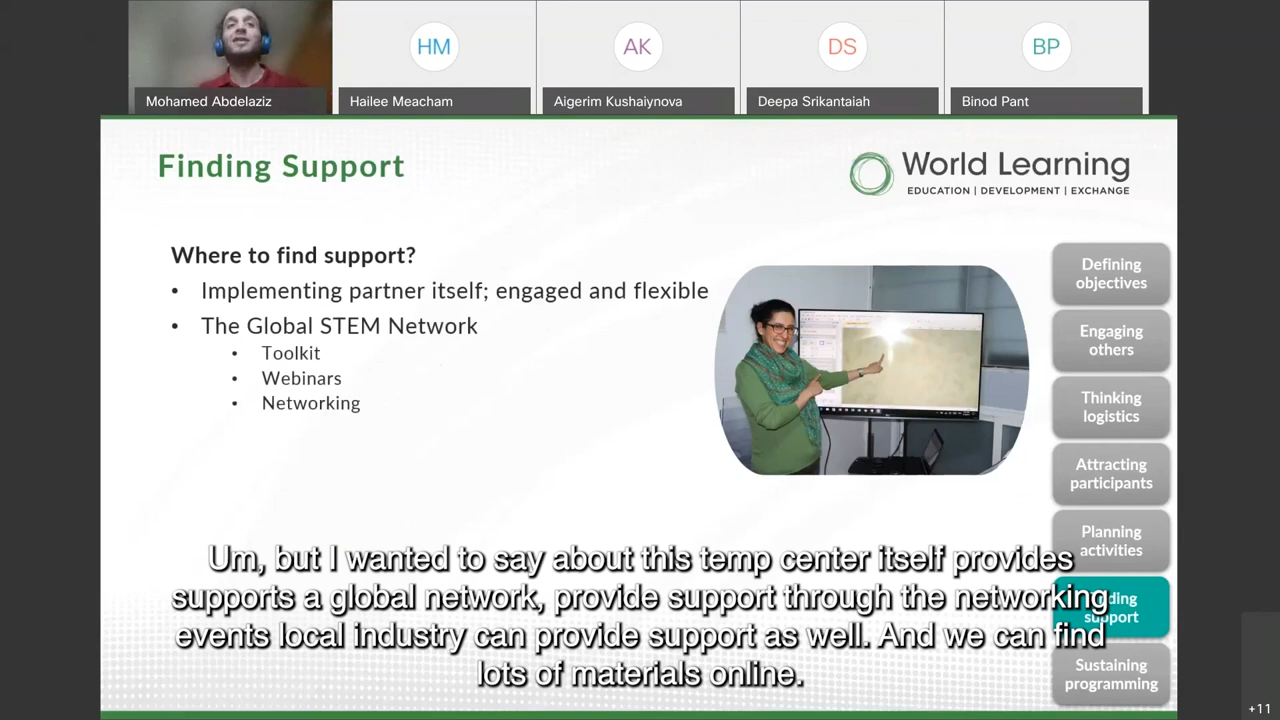 HM
AK
DS
BP
Mohamed Abdelaziz
Hailee Meacham
Aigerim Kushaiynova
Deepa Srikantaiah
Binod Pant
Finding Support
World Learning
EDUCATION | DEVELOPMENT | EXCHANGE
Where to find support?
• Implementing partner itself; engaged and flexible
• The Global STEM Network
• Toolkit
• Webinars
• Networking
Defining
objectives
Engaging
others
Thinking
logistics
Attracting
participants
Planning
activities
support
Sustaining
programming
Um, but I wanted to say about this temp center itself provides
supports a global network, provide support through the networking
events local industry can provide support as well. And we can find
lots of materials online.
+11